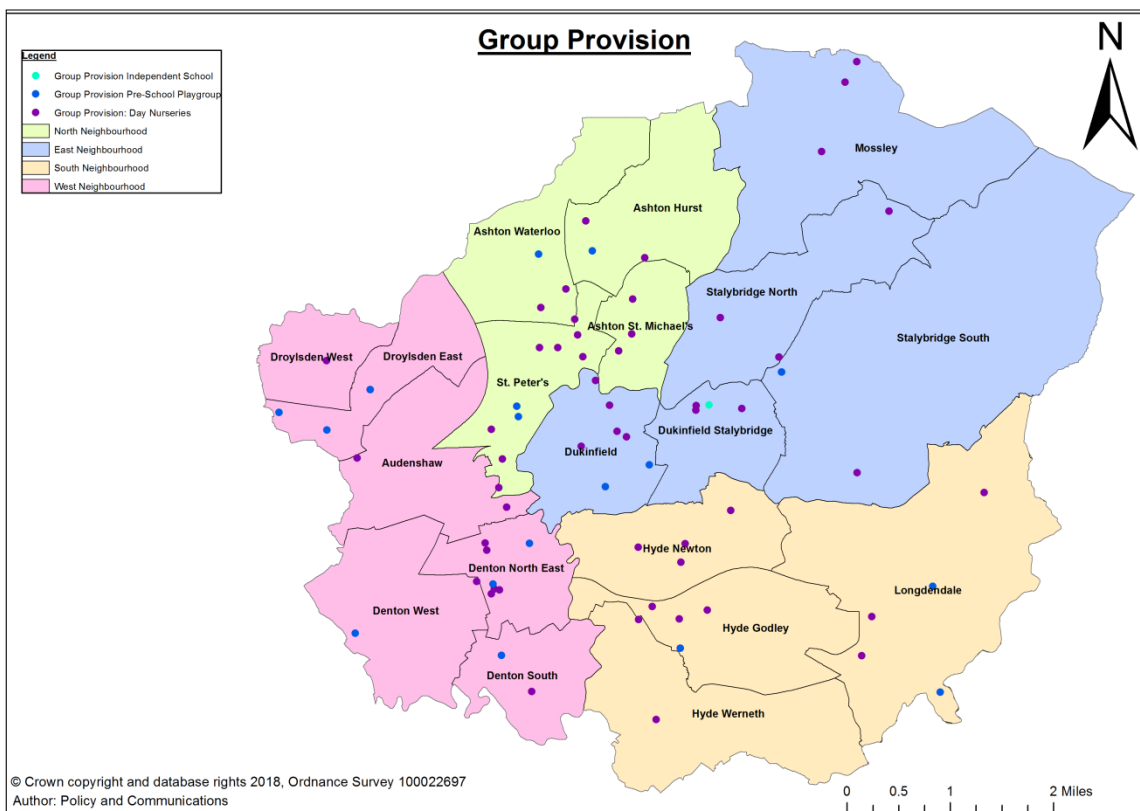 Group Provision
N
Legend
Group Provision Independent School
Group Provision Pre-School Playgroup
Group Provision: Day Nurseries
North Neighbourhood
East Neighbourhood
South Neighbourhood
West Neighbourhood
Mossley
Ashton Hurst
Ashton Waterloo
Stalybridge North
Ashton St. Michael's
Stalybridge South
Droylsden West
Droylsden East
St. Peter's
Dukinfield Stalybridge
Dukinfield
Audenshaw
Hyde Newton
Denton North East
Longdendale
Denton West
Hyde Godley
Denton South
Hyde Werneth
© Crown copyright and database rights 2018, Ordnance Survey 100022697
Author: Policy and Communications
0 0.5 1 2 Miles